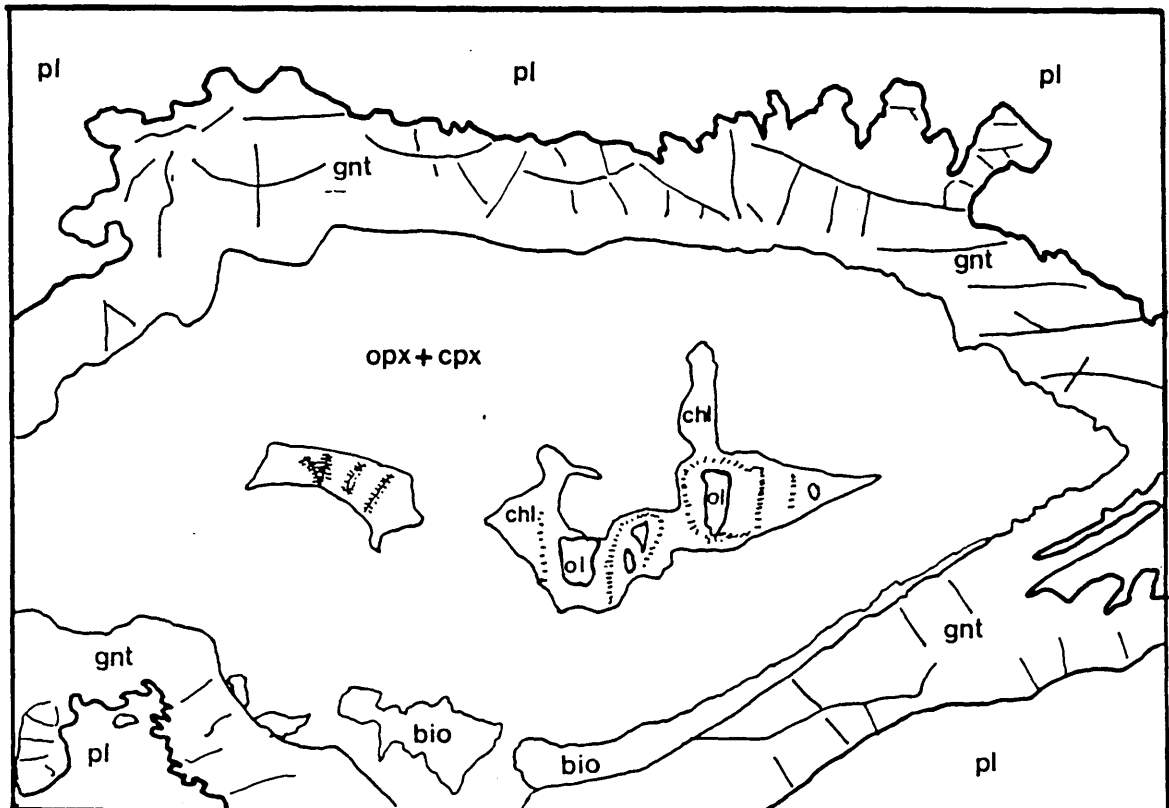 pl pl pl
gnt
gnt
opx + cpx
chl
ol
chl
ol
gnt
gnt
bio
pl
bio
pl